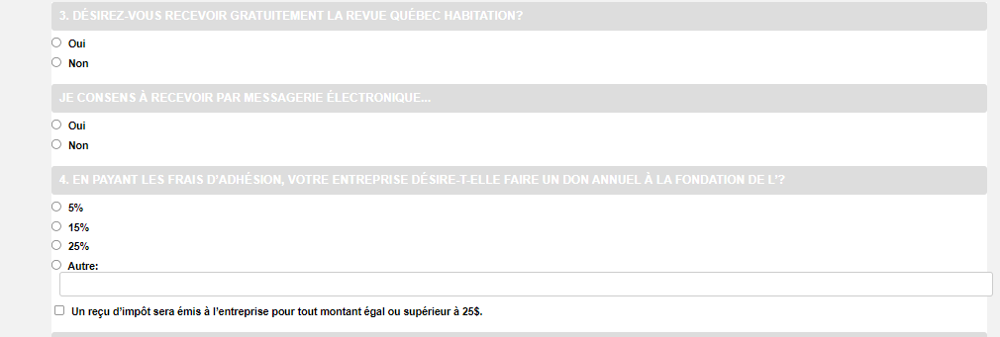 3. DÉSIREZ-VOUS RECEVOIR GRATUITEMENT LA REVUE QUÉBEC HABITATION?
Oui
Non
JE CONSENS À RECEVOIR PAR MESSAGERIE ÉLECTRONIQUE...
Oui
Non
4. EN PAYANT LES FRAIS D'ADHÉSION, VOTRE ENTREPRISE DÉSIRE-T-ELLE FAIRE UN DON ANNUEL À LA FONDATION DE L'?
5%
15%
25%
Autre:
Un reçu d'impôt sera émis à l'entreprise pour tout montant égal ou supérieur à 25$.